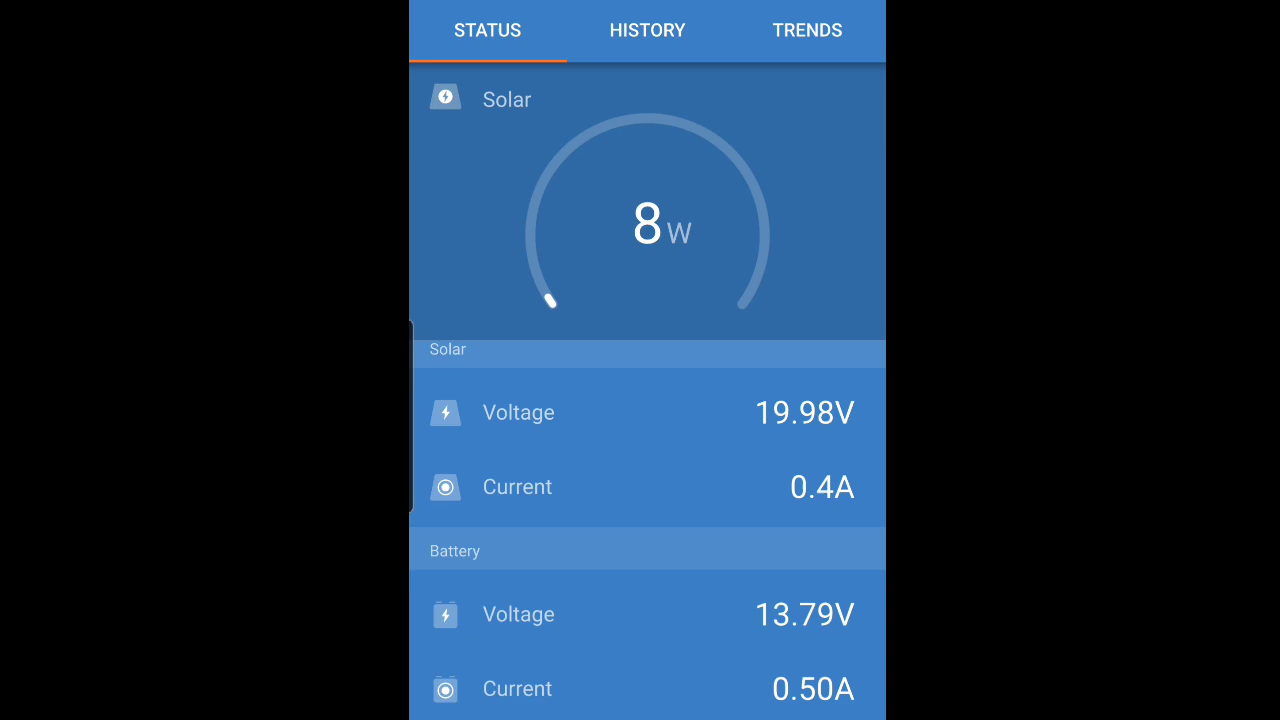 STATUS HISTORY TRENDS
Solar
8 W
Solar
Voltage 19.98V
Current 0.4A
Battery
Voltage 13.79V
Current 0.50A